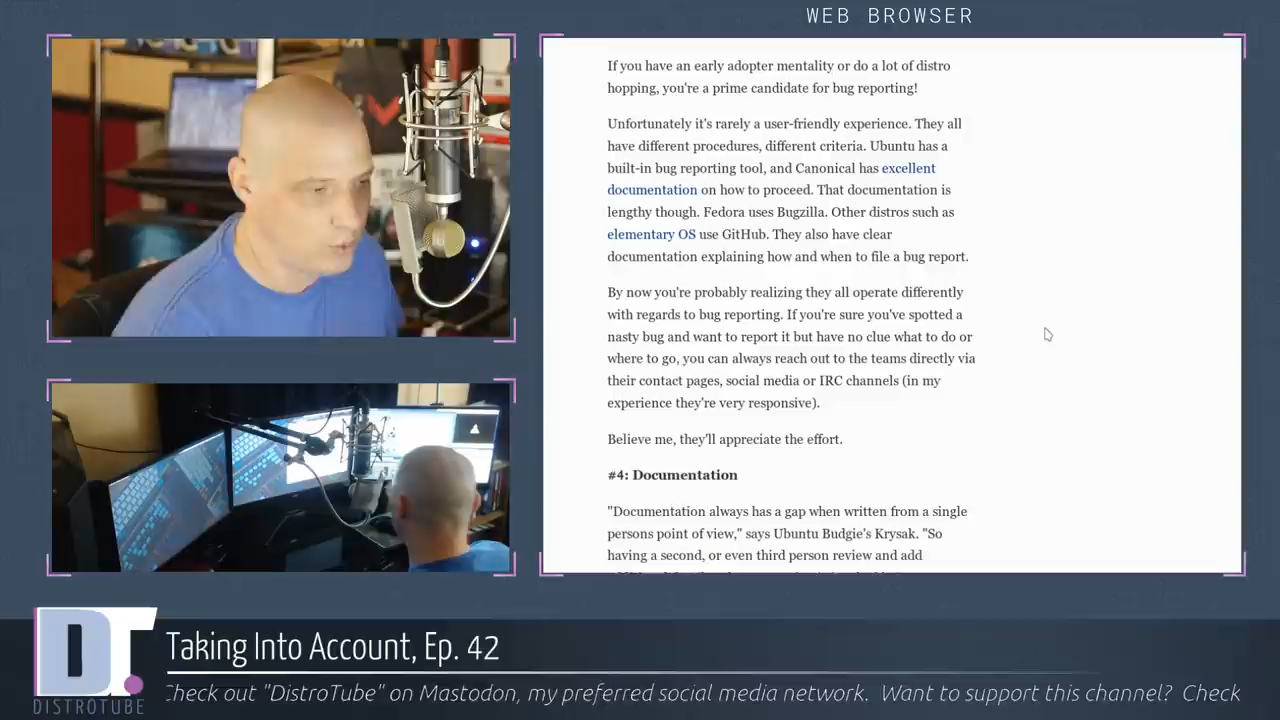 WEB BROWSER
If you have an early adopter mentality or do a lot of distro
hopping, you're a prime candidate for bug reporting!
Unfortunately it's rarely a user-friendly experience. They all
have different procedures, different criteria. Ubuntu has a
built-in bug reporting tool, and Canonical has excellent
documentation on how to proceed. That documentation is
lengthy though. Fedora uses Bugzilla. Other distros such as
elementary OS use GitHub. They also have clear
documentation explaining how and when to file a bug report.
By now you're probably realizing they all operate differently
with regards to bug reporting. If you're sure you've spotted a
nasty bug and want to report it but have no clue what to do or
where to go, you can always reach out to the teams directly via
their contact pages, social media or IRC channels (in my
experience they're very responsive).
Believe me, they'll appreciate the effort.
#4: Documentation
"Documentation always has a gap when written from a single
persons point of view," says Ubuntu Budgie's Krysak. "So
having a second, or even third person review and add
DT
DISTROTUBE
Taking Into Account, Ep. 42
Check out "DistroTube" on Mastodon, my preferred social media network. Want to support this channel? Check